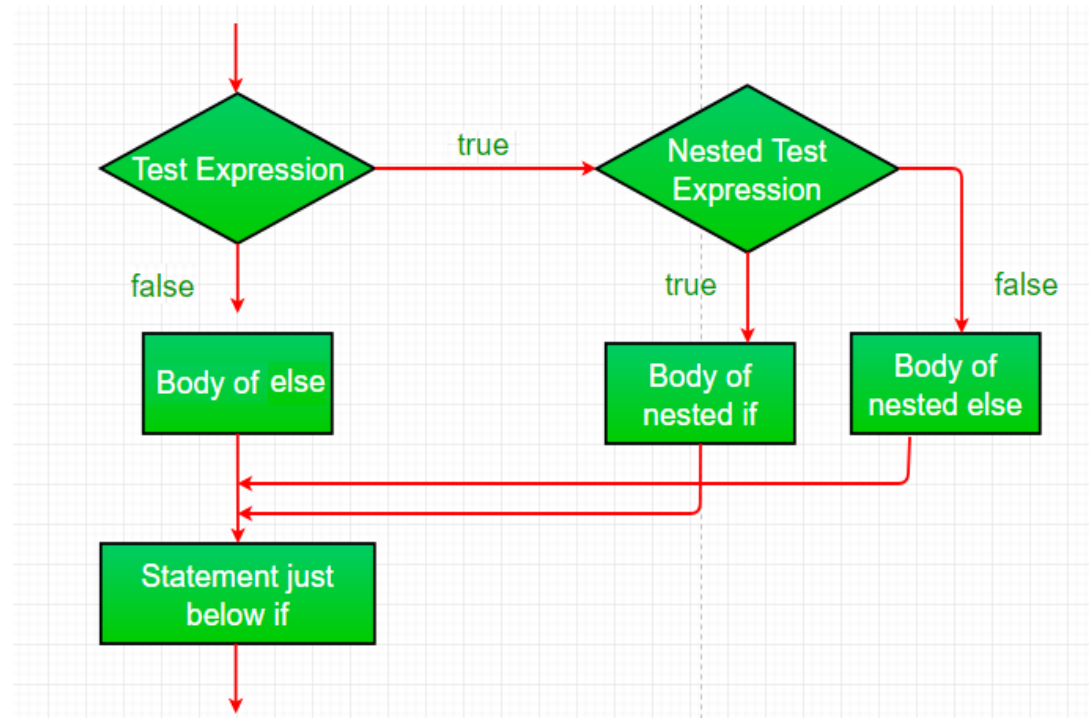 Test Expression
true
Nested Test
Expression
false
true
false
Body of else
Body of
nested if
Body of
nested else
Statement just
below if